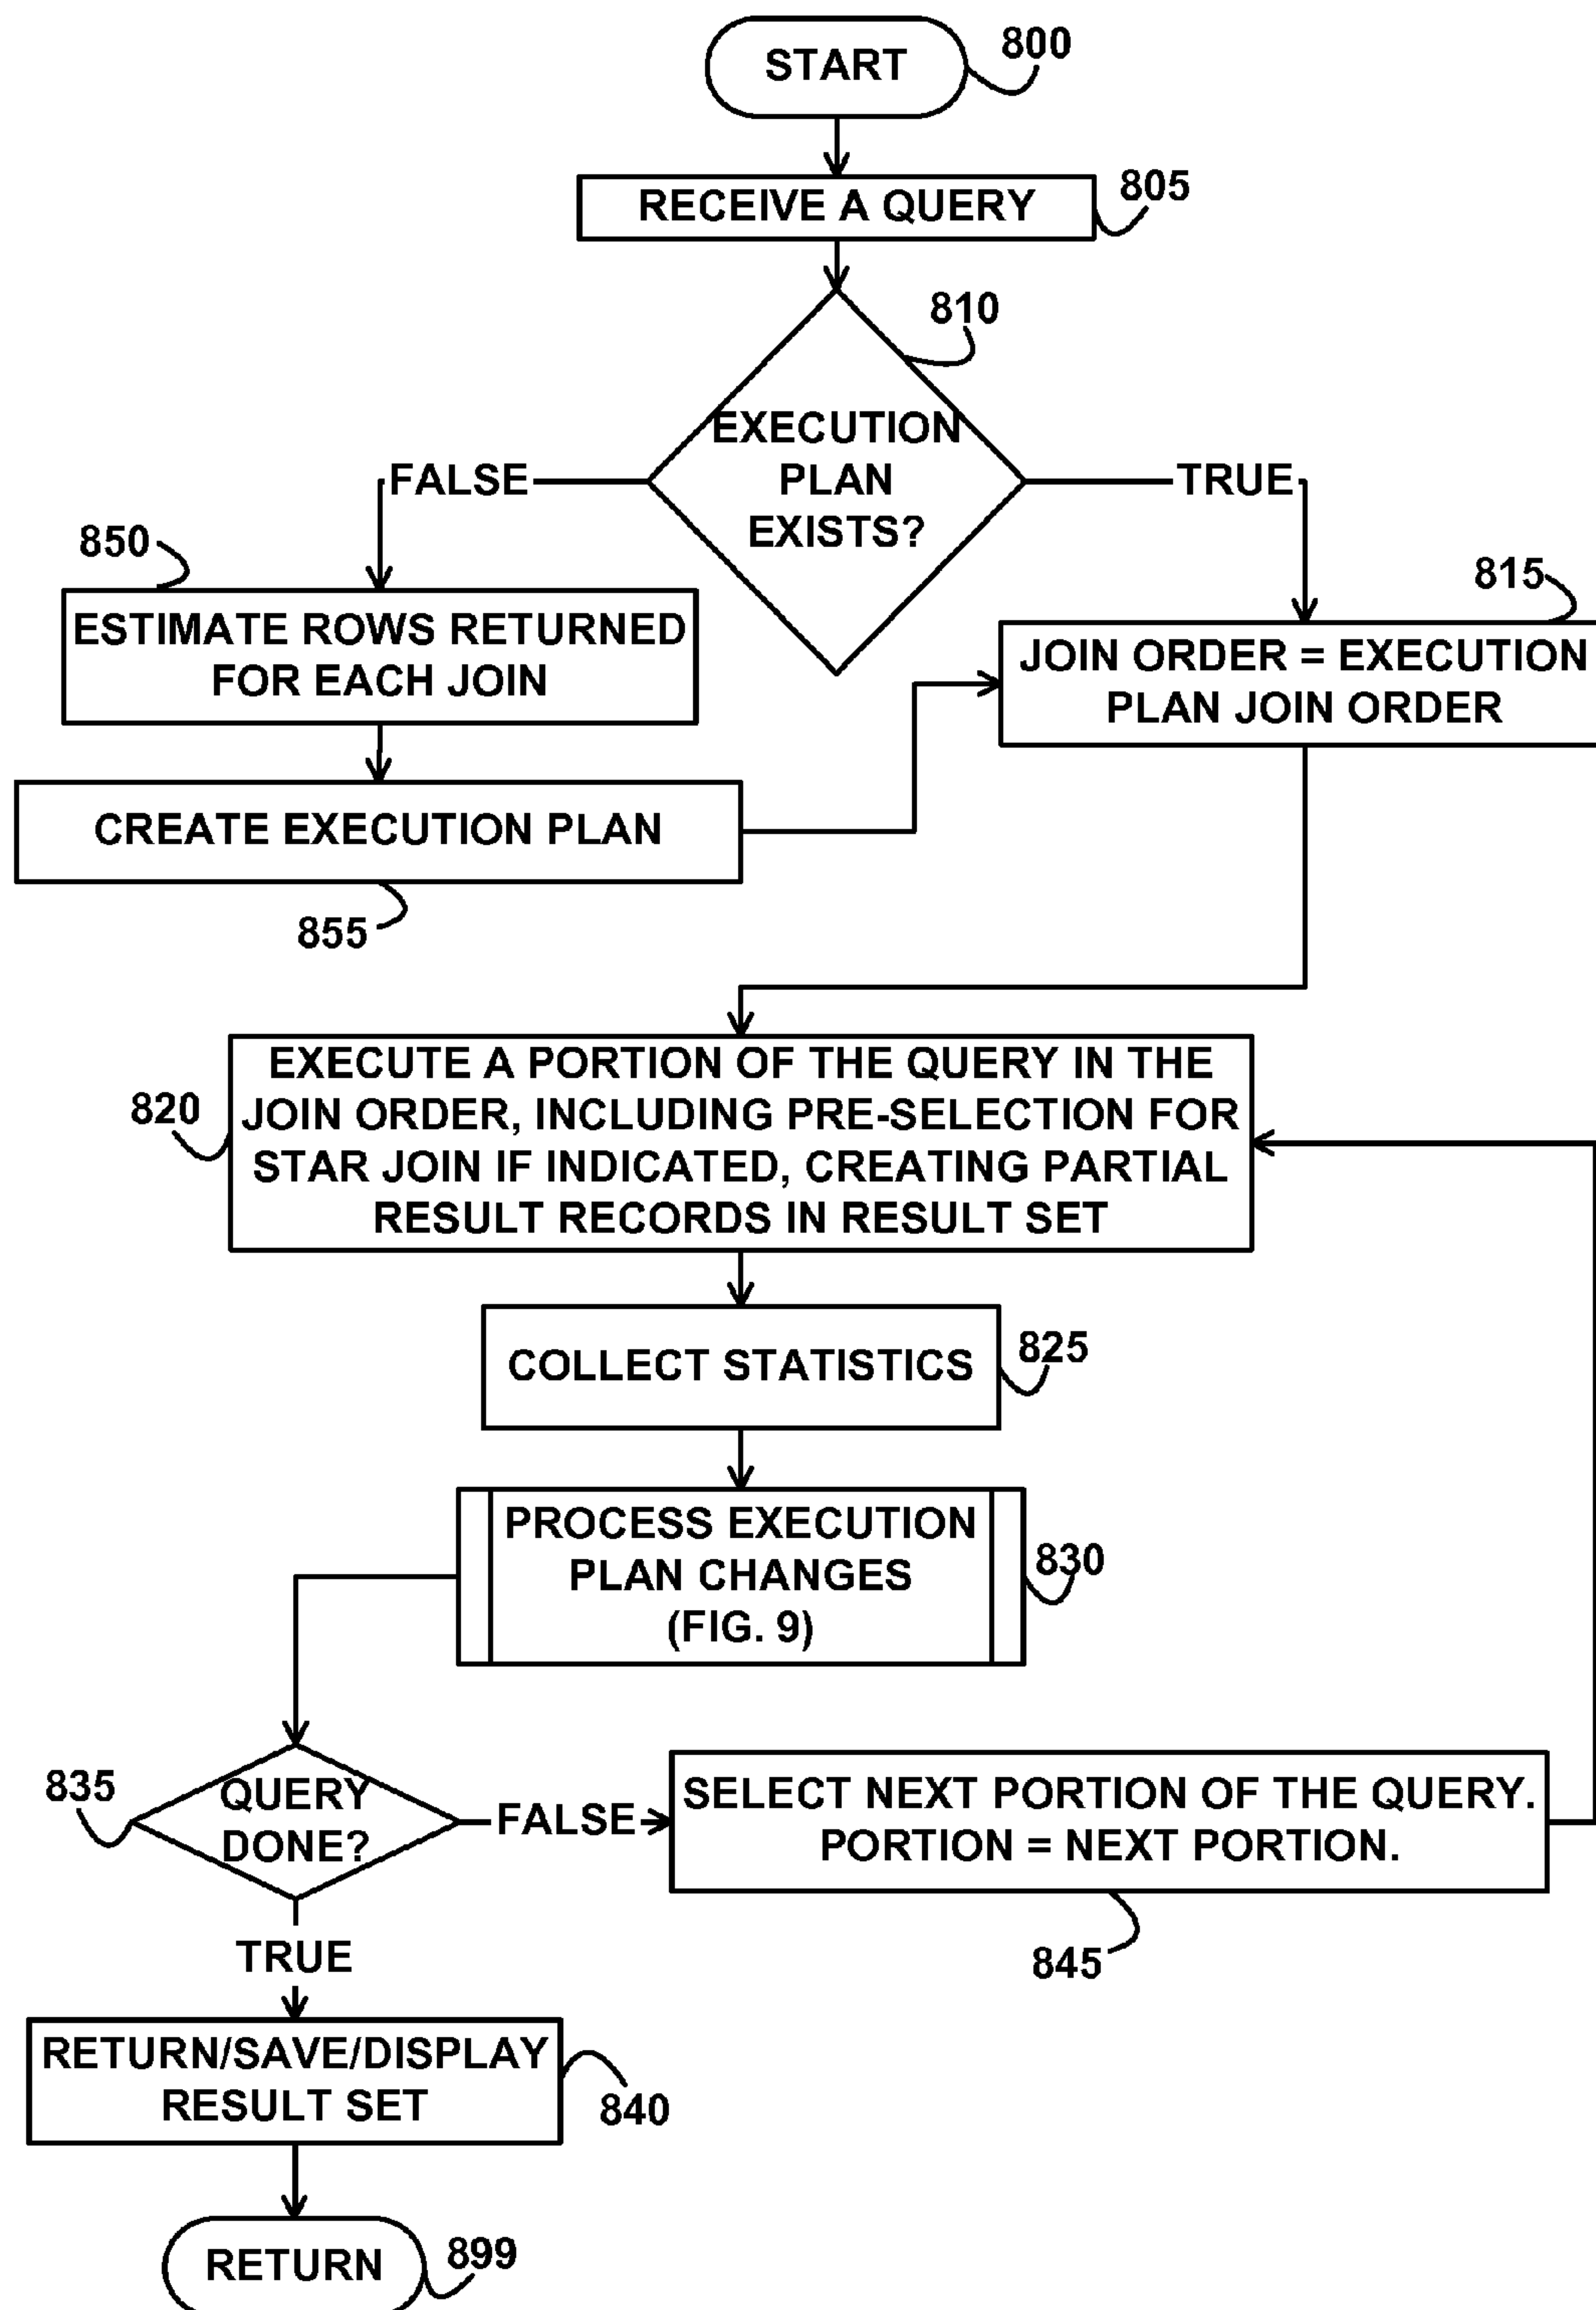 START
800
RECEIVE A QUERY
805
810
EXECUTION
PLAN
EXISTS?
FALSE
TRUE
850
ESTIMATE ROWS RETURNED
FOR EACH JOIN
815
JOIN ORDER = EXECUTION
PLAN JOIN ORDER
CREATE EXECUTION PLAN
855
820
EXECUTE A PORTION OF THE QUERY IN THE
JOIN ORDER, INCLUDING PRE-SELECTION FOR
STAR JOIN IF INDICATED, CREATING PARTIAL
RESULT RECORDS IN RESULT SET
COLLECT STATISTICS
825
PROCESS EXECUTION
PLAN CHANGES
(FIG. 9)
830
835
QUERY
DONE?
FALSE
SELECT NEXT PORTION OF THE QUERY.
PORTION = NEXT PORTION.
845
TRUE
RETURN/SAVE/DISPLAY
RESULT SET
840
RETURN
899